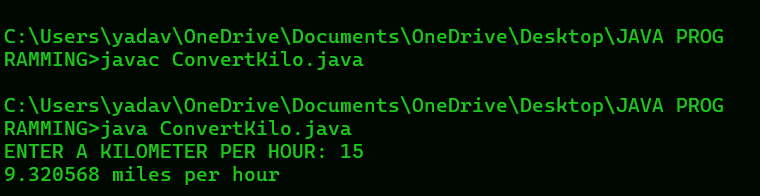 C:\Users\yadav\OneDrive\Documents\OneDrive\Desktop\JAVA PROG
RAMMING>javac ConvertKilo.java
C:\Users\yadav\OneDrive\Documents\OneDrive\Desktop\JAVA PROG
RAMMING>java ConvertKilo.java
ENTER A KILOMETER PER HOUR: 15
9.320568 miles per hour